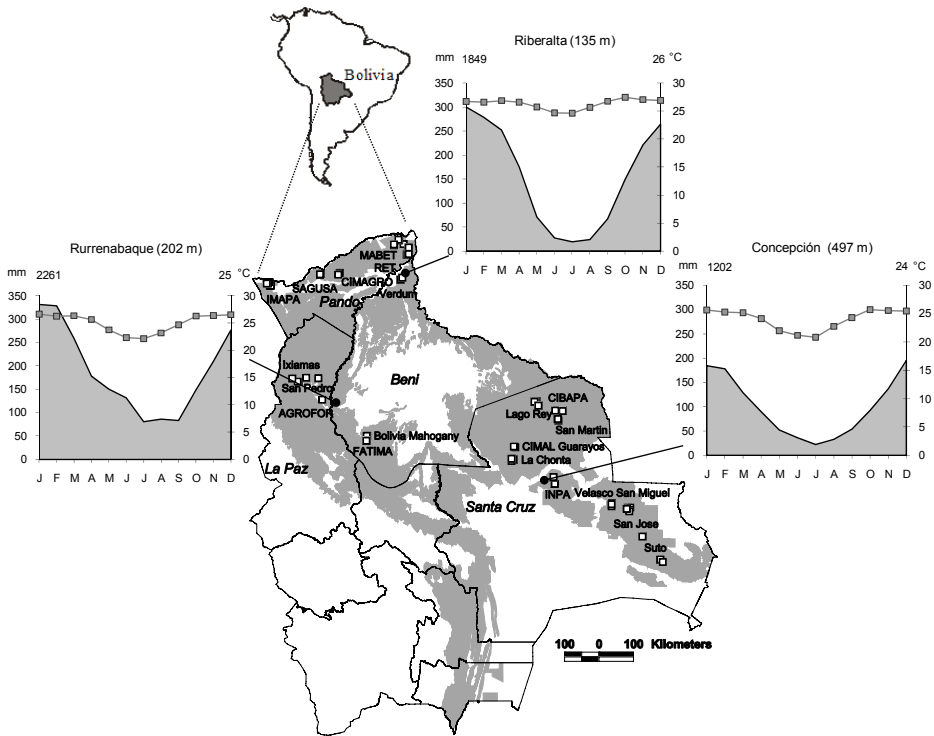 Bolivia
Riberalta (135 m)
mm 1849 26 °C
350 30
300 25
250 20
200
150 15
100 10
50 5
0 0
J F M A M J J A S O N D
Rurrenabaque (202 m)
mm 2261 25 °C
350
300 30
250 25
200 20
150 15
100 10
50 5
0 0
J F M A M J J A S O N D
Concepción (497 m)
mm 1202 24 °C
350 30
300 25
250 20
200
150 15
100 10
50 5
0 0
J F M A M J J A S O N D
MABET
RET
SAGUSA CIMAGRO
IMAPA Verdum
Pando
Beni
Ixiamas
San Pedro
AGROFOR
Bolivia Mahogany
FATIMA
La Paz
CIBAPA
Lago Rey
San Martin
CIMAL Guarayos
La Chonta
INPA
Velasco San Miguel
Santa Cruz
San Jose
Suto
100 0 100 Kilometers